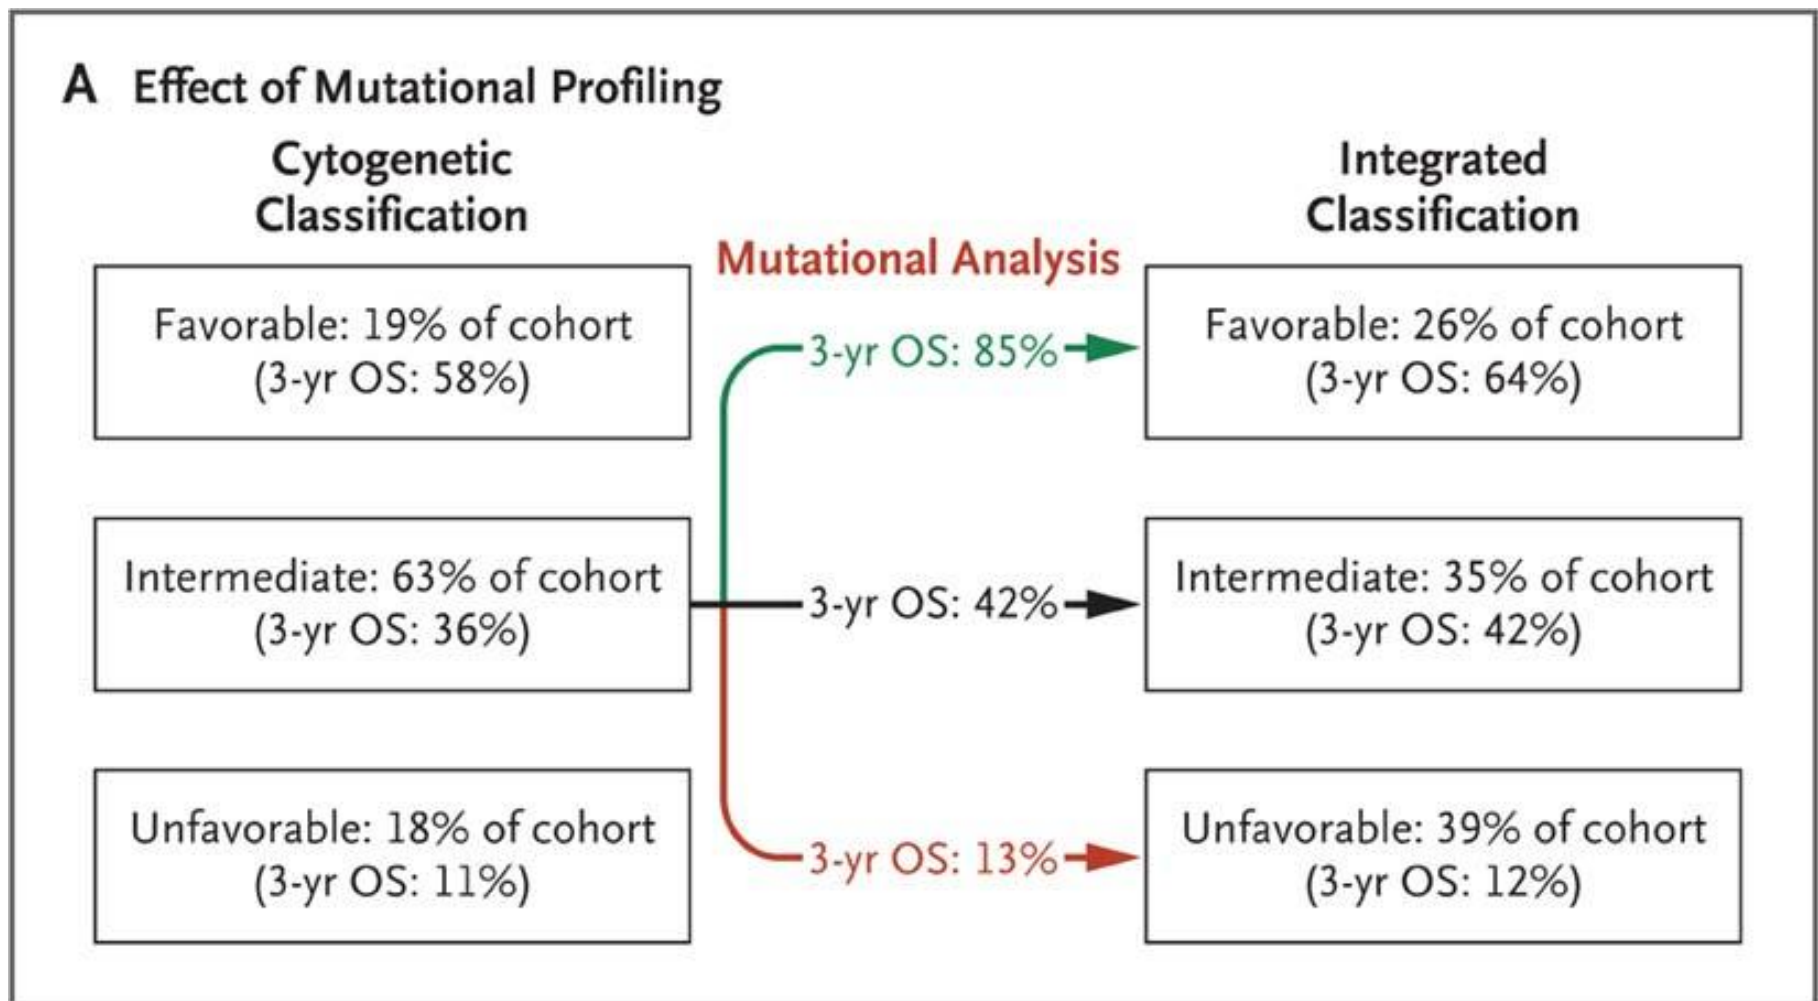 A Effect of Mutational Profiling
Cytogenetic
Classification
Integrated
Classification
Mutational Analysis
Favorable: 19% of cohort
(3-yr OS: 58%)
3-yr OS: 85%
Favorable: 26% of cohort
(3-yr OS: 64%)
Intermediate: 63% of cohort
(3-yr OS: 36%)
3-yr OS: 42%
Intermediate: 35% of cohort
(3-yr OS: 42%)
Unfavorable: 18% of cohort
(3-yr OS: 11%)
3-yr OS: 13%
Unfavorable: 39% of cohort
(3-yr OS: 12%)